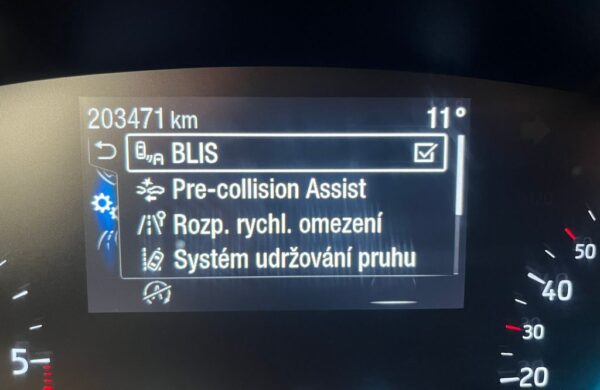 203471 km 11°
BLIS
Pre-collision Assist
Rozp. rychl. omezení
Systém udržování pruhu
50
40
30
20
5